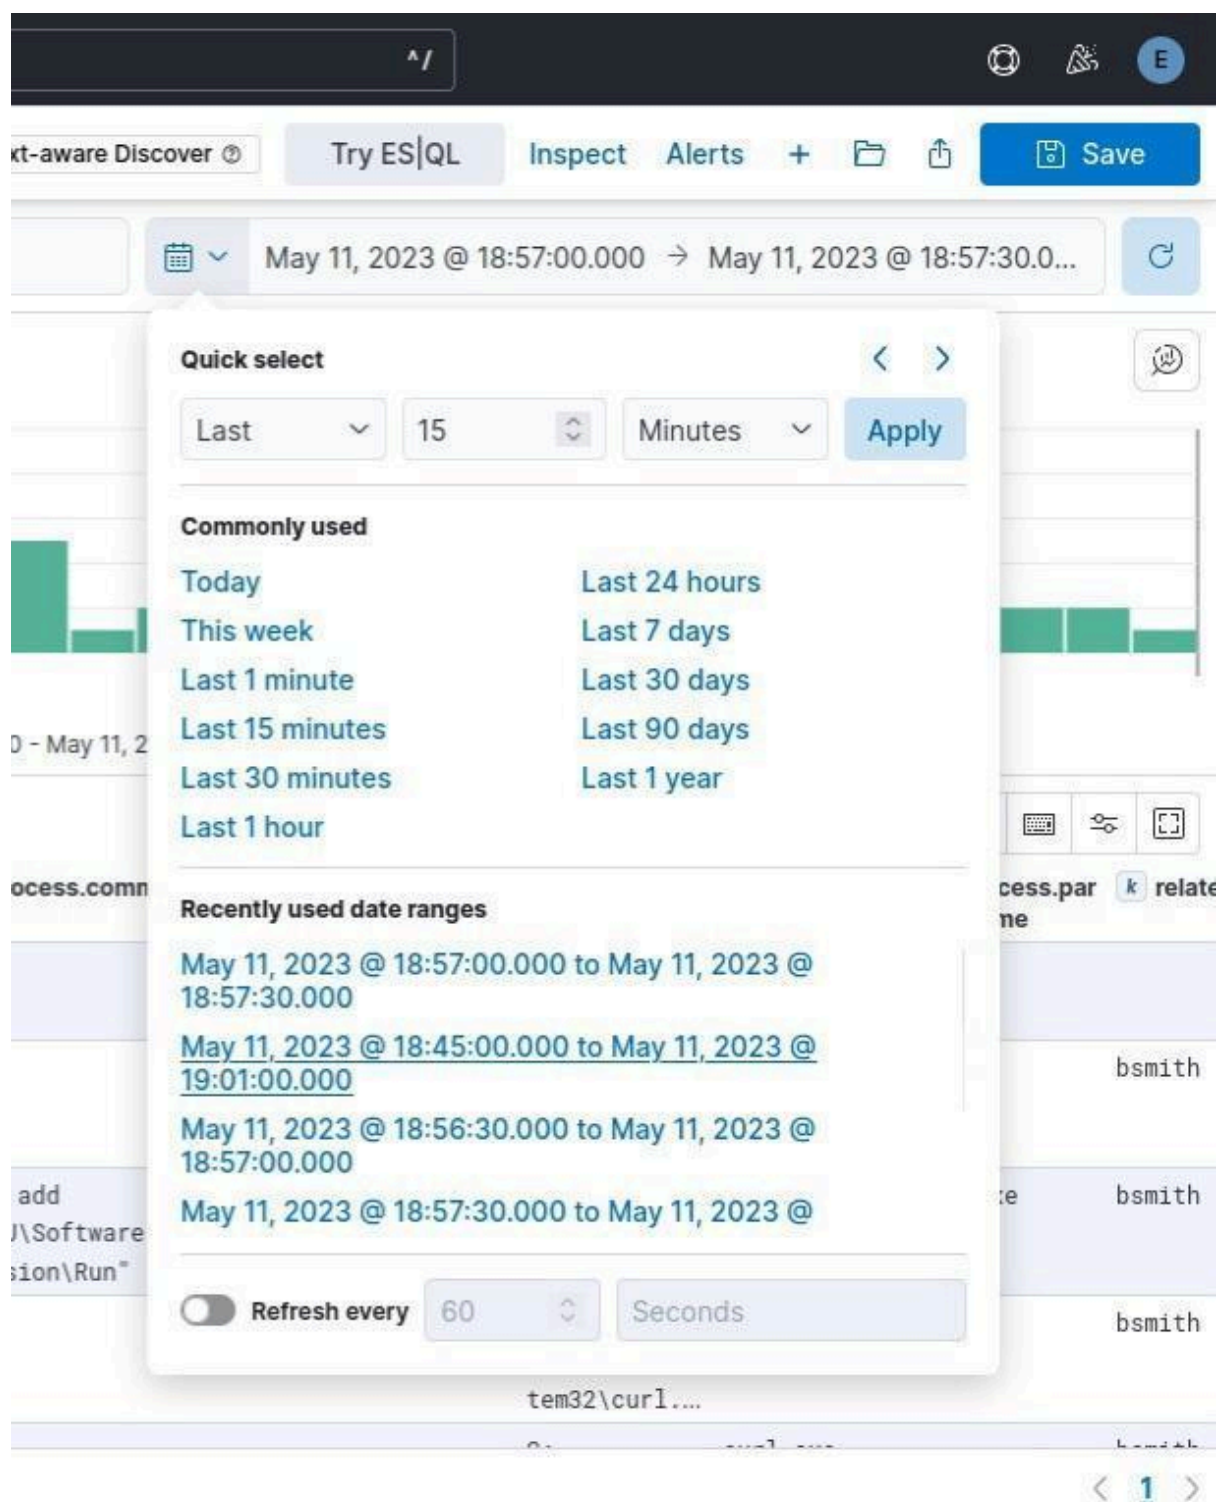 ^/
E
xt-aware Discover
Try ES|QL
Inspect
Alerts
+
Save
May 11, 2023 @ 18:57:00.000 → May 11, 2023 @ 18:57:30.0...
Quick select
Last
15
Minutes
Apply
Commonly used
Today
Last 24 hours
This week
Last 7 days
Last 1 minute
Last 30 days
Last 15 minutes
Last 90 days
Last 30 minutes
Last 1 year
Last 1 hour
0 - May 11, 2
ocess.comm
cess.par
me
k relate
Recently used date ranges
May 11, 2023 @ 18:57:00.000 to May 11, 2023 @
18:57:30.000
May 11, 2023 @ 18:45:00.000 to May 11, 2023 @
19:01:00.000
bsmith
May 11, 2023 @ 18:56:30.000 to May 11, 2023 @
18:57:00.000
May 11, 2023 @ 18:57:30.000 to May 11, 2023 @
add
\Software
sion\Run"
bsmith
Refresh every
60
Seconds
bsmith
tem32\curl....
1